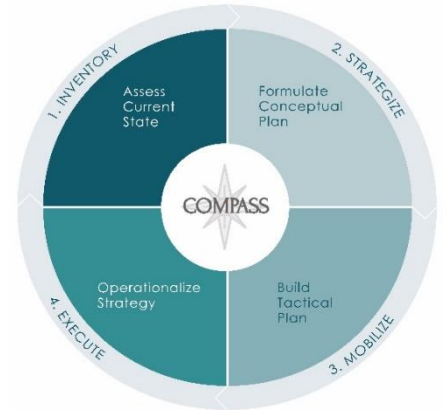 1. INVENTORY
Assess
Current
State
2. STRATEGIZE
Formulate
Conceptual
Plan
COMPASS
3. MOBILIZE
Build
Tactical
Plan
4. EXECUTE
Operationalize
Strategy